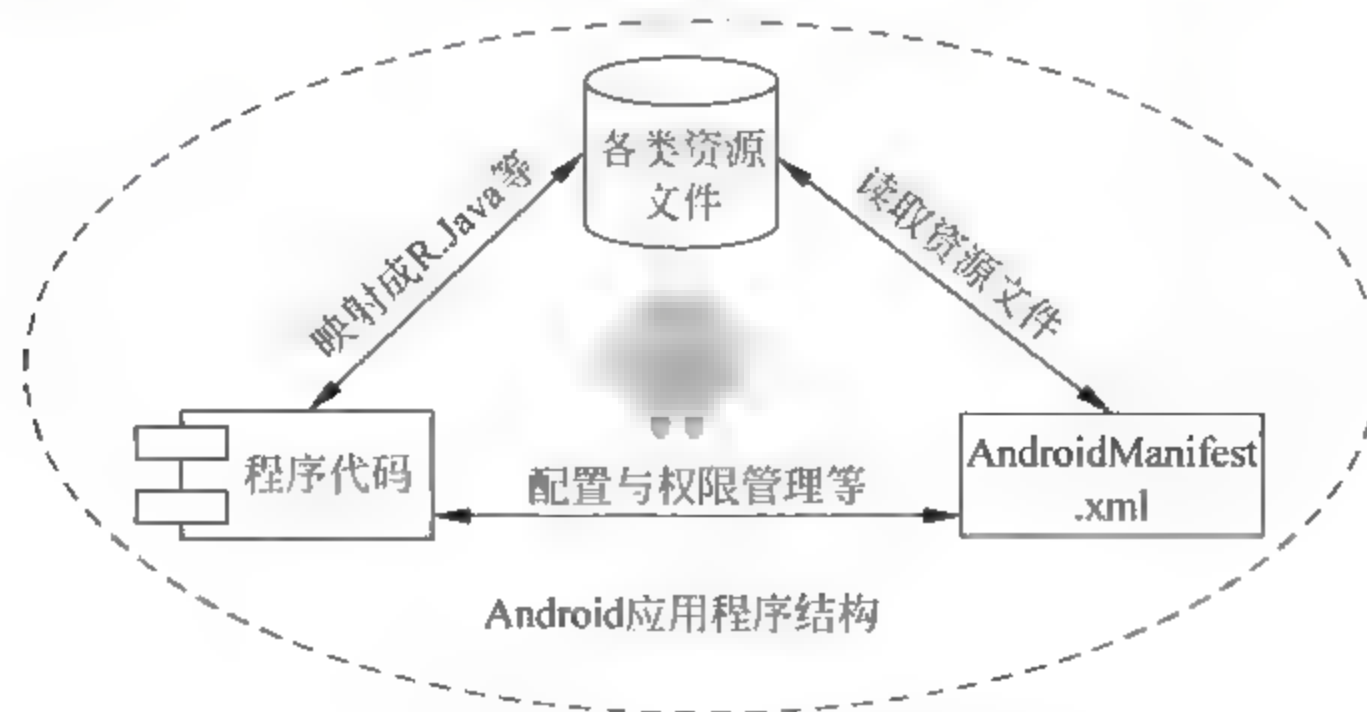 各类资源
文件
映射成R.Java等
读取资源文件
程序代码
配置与权限管理等
AndroidManifest
.xml
Android应用程序结构